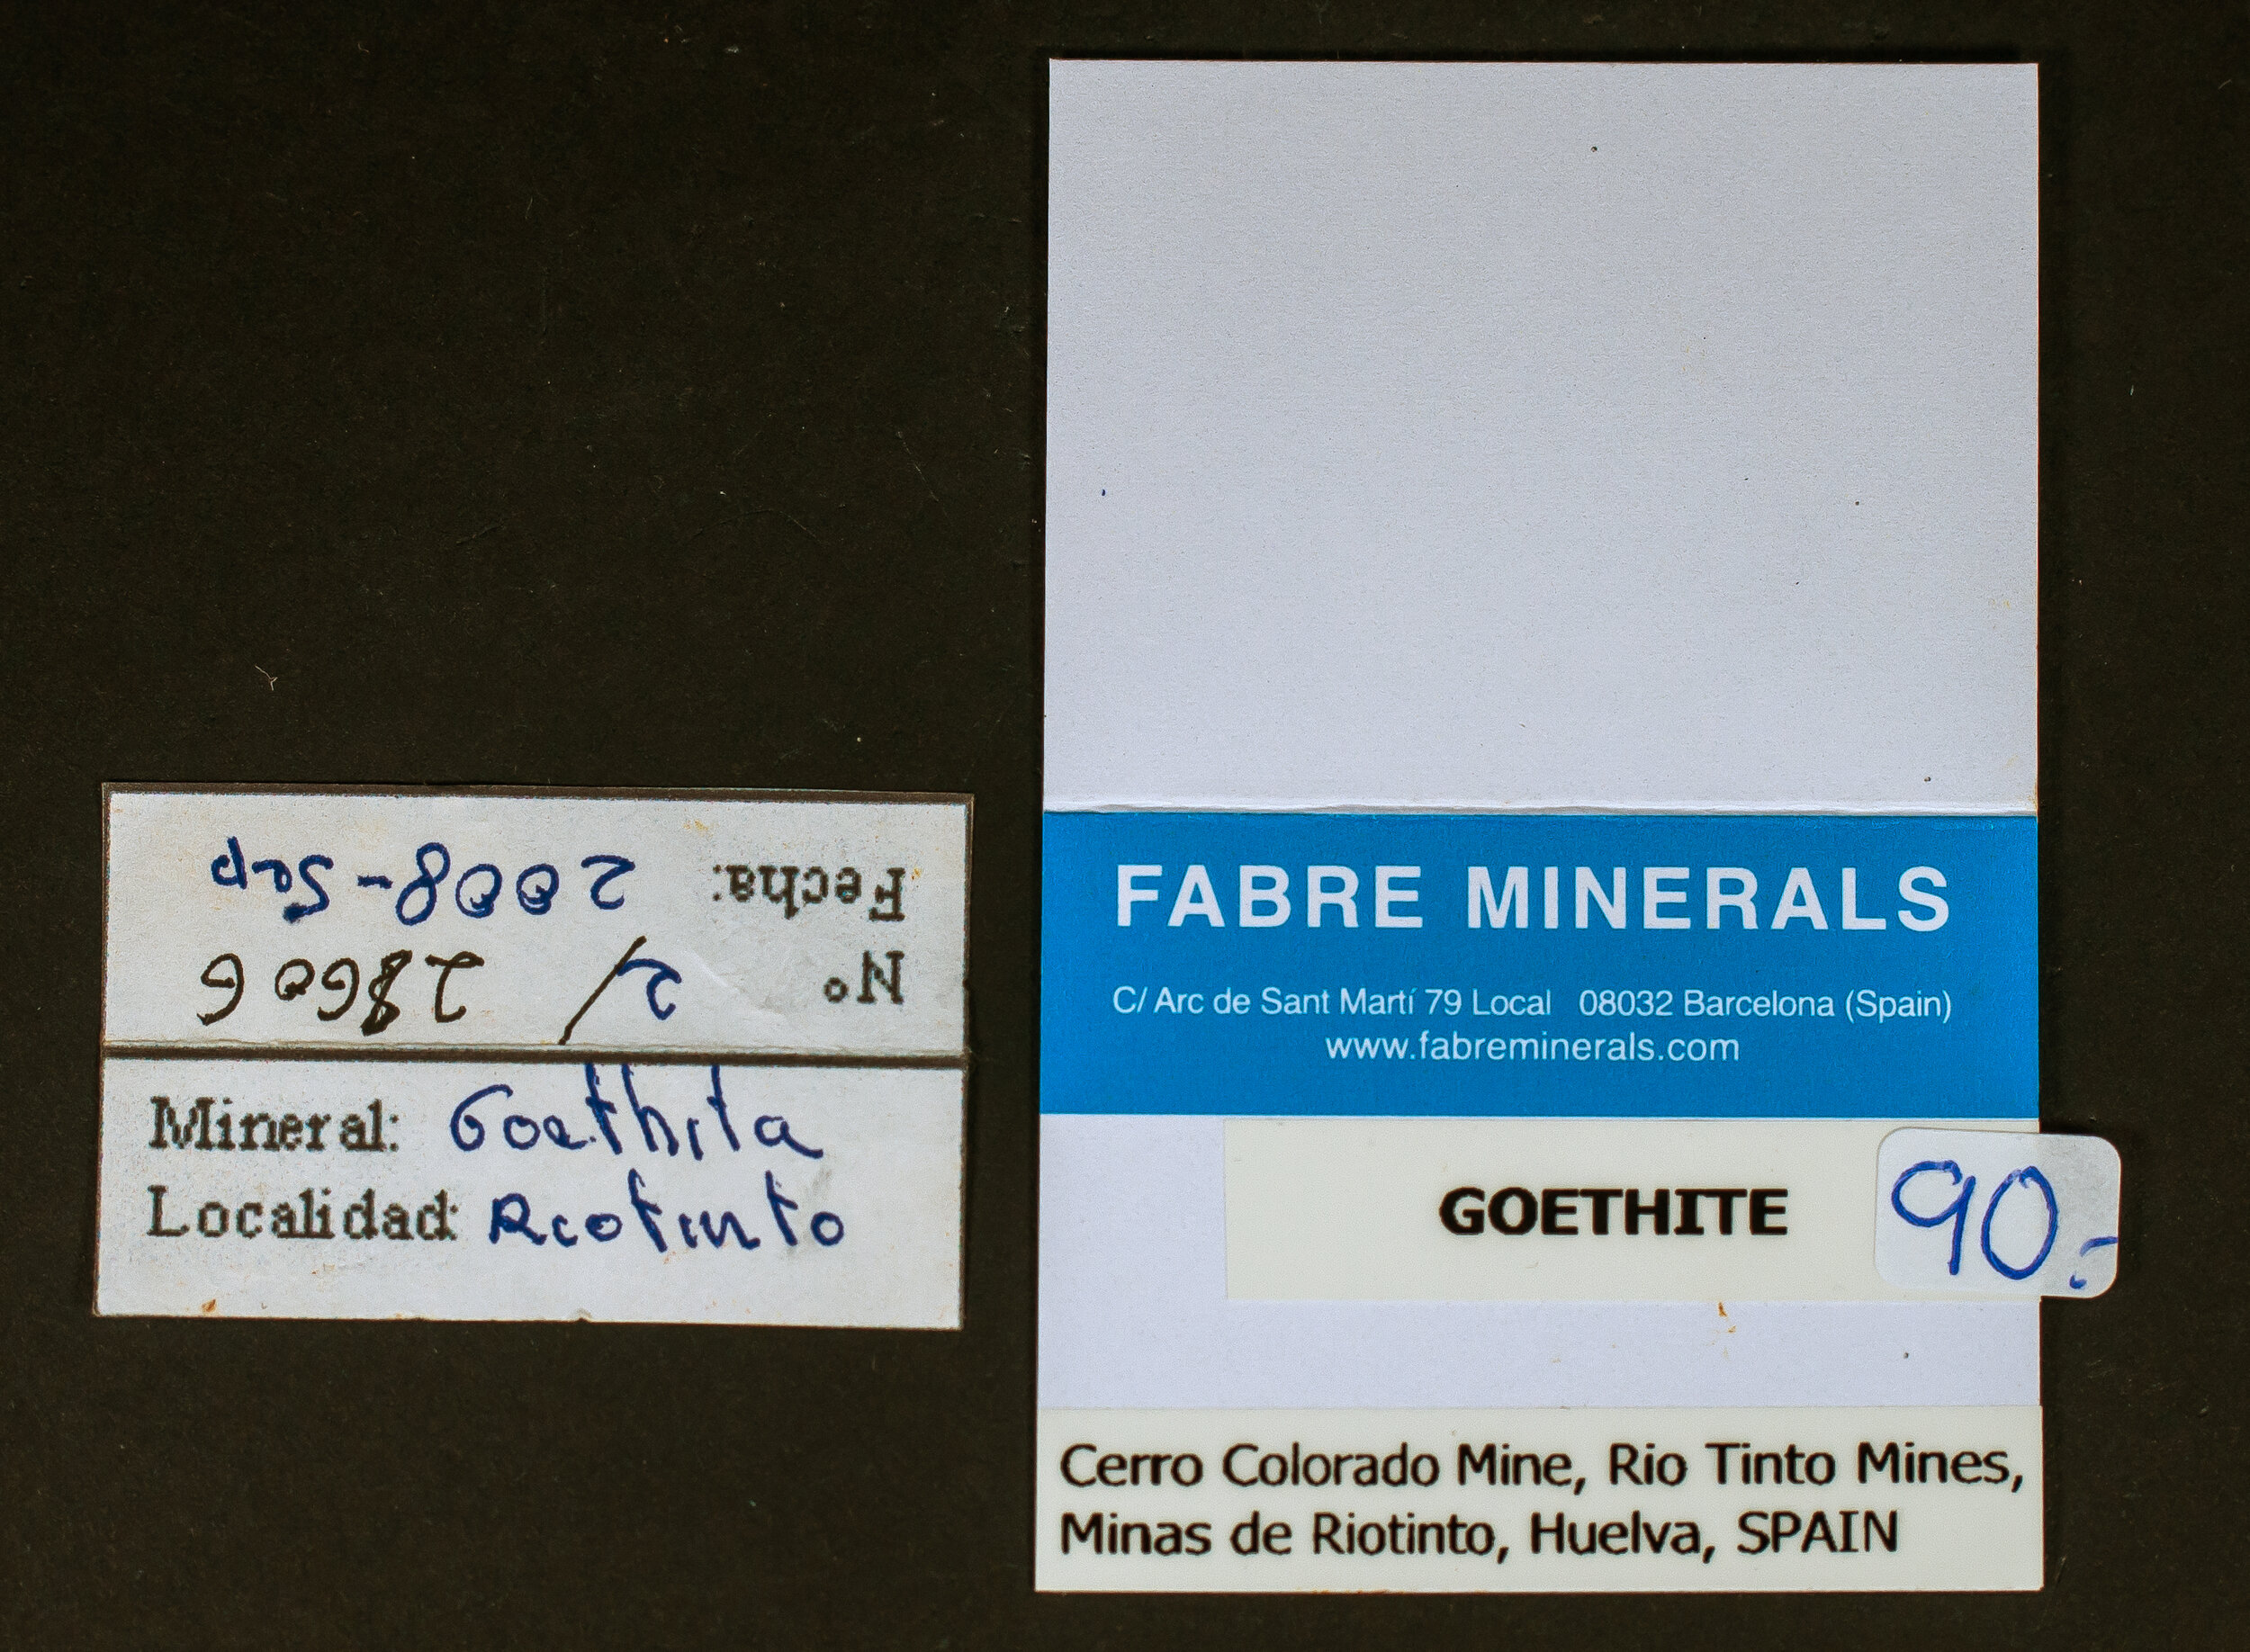 Nº 2/ 28606
Fecha: 2008-Sep
Mineral: Goethita
Localidad: Riotinto
FABRE MINERALS
C/ Arc de Sant Martí 79 Local 08032 Barcelona (Spain)
www.fabreminerals.com
GOETHITE
90.-
Cerro Colorado Mine, Rio Tinto Mines,
Minas de Riotinto, Huelva, SPAIN